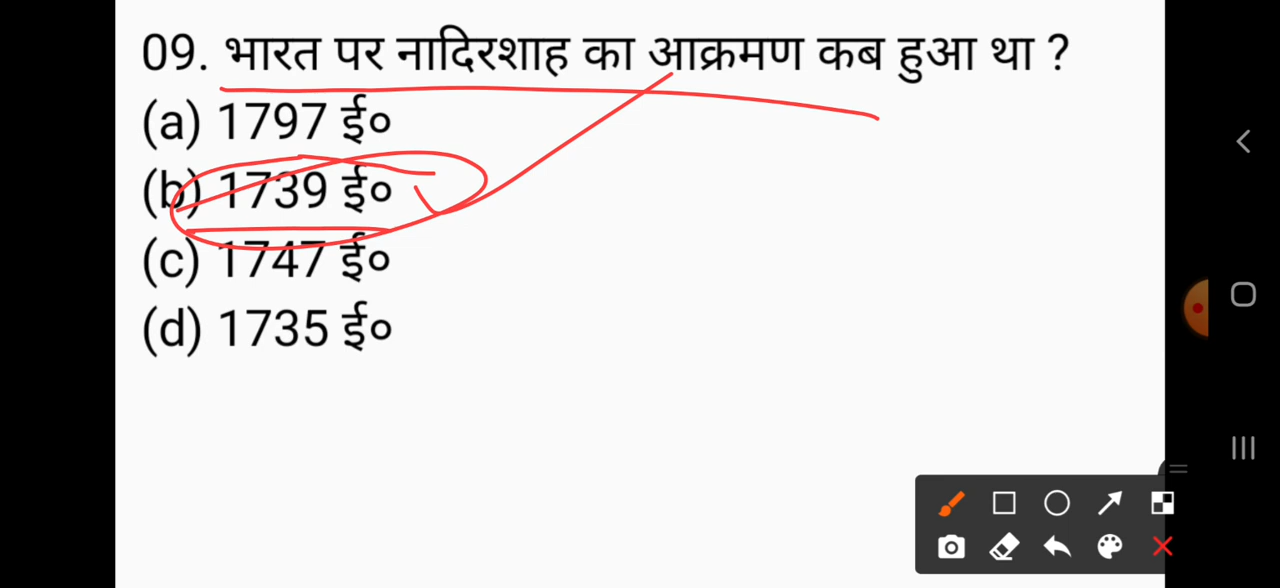 09. भारत पर नादिरशाह का आक्रमण कब हुआ था ?
(a) 1797 ई०
(b) 1739 ई०
(c) 1747 ई०
(d) 1735 ई०